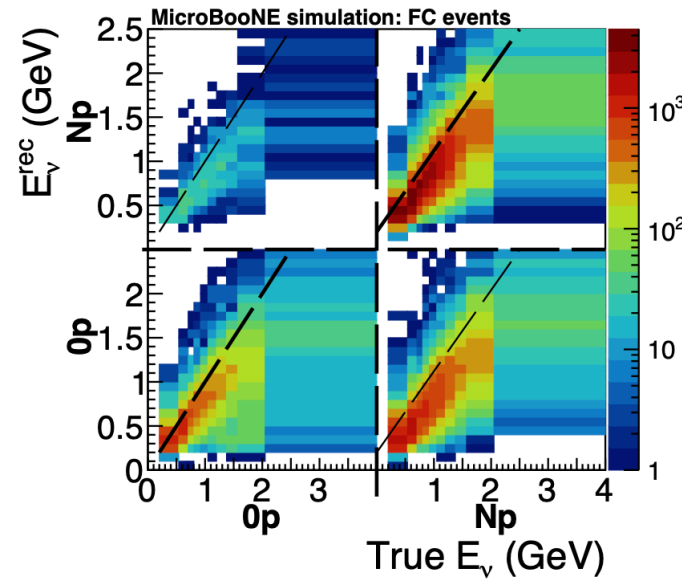 MicroBooNE simulation: FC events
E_ν^rec (GeV)
Np
2.5
2
1.5
1
0.5
0p
2
1.5
1
0.5
0
0 1 2 3
1 2 3 4
0p
Np
True E_ν (GeV)
10^3
10^2
10
1